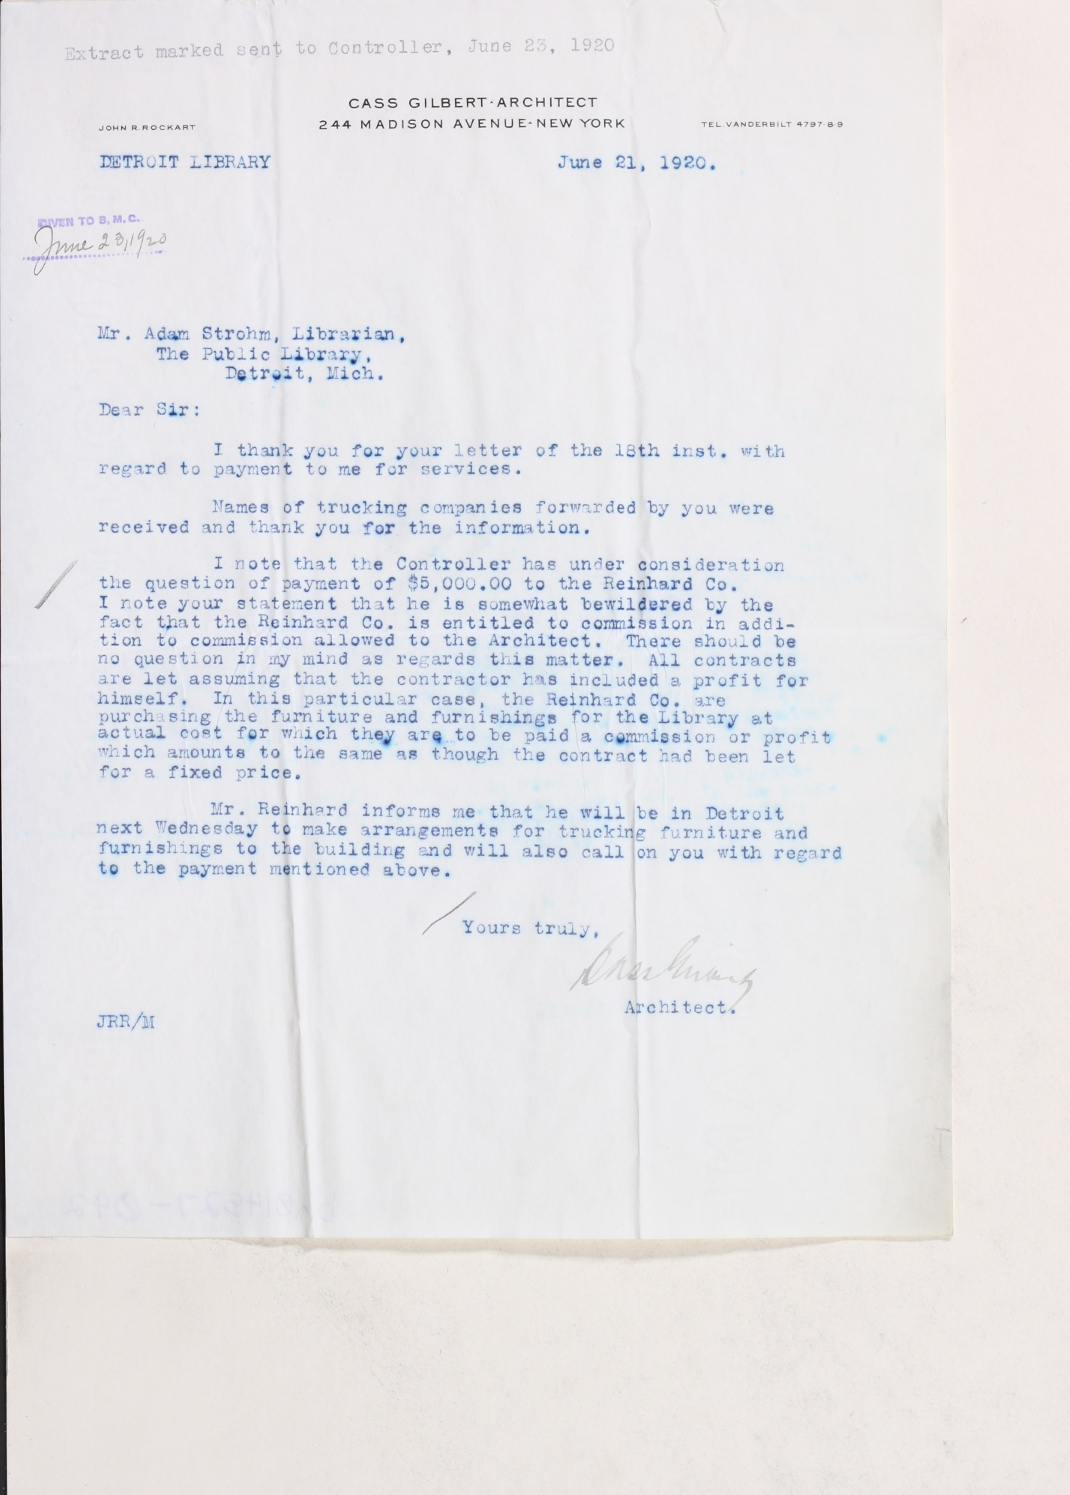 Extract marked sent to Controller, June 23, 1920
CASS GILBERT·ARCHITECT
JOHN R. ROCKART
244 MADISON AVENUE·NEW YORK
TEL. VANDERBILT 4797-8-9
DETROIT LIBRARY
June 21, 1920.
GIVEN TO B. M. C.
June 23, 1920
Mr. Adam Strohm, Librarian,
The Public Library,
Detroit, Mich.
Dear Sir:
I thank you for your letter of the 18th inst. with
regard to payment to me for services.
Names of trucking companies forwarded by you were
received and thank you for the information.
I note that the Controller has under consideration
the question of payment of $5,000.00 to the Reinhard Co.
I note your statement that he is somewhat bewildered by the
fact that the Reinhard Co. is entitled to commission in addi-
tion to commission allowed to the Architect. There should be
no question in my mind as regards this matter. All contracts
are let assuming that the contractor has included a profit for
himself. In this particular case, the Reinhard Co. are
purchasing the furniture and furnishings for the Library at
actual cost for which they are to be paid a commission or profit
which amounts to the same as though the contract had been let
for a fixed price.
Mr. Reinhard informs me that he will be in Detroit
next Wednesday to make arrangements for trucking furniture and
furnishings to the building and will also call on you with regard
to the payment mentioned above.
Yours truly,
Cass Gilbert
Architect.
JRR/M